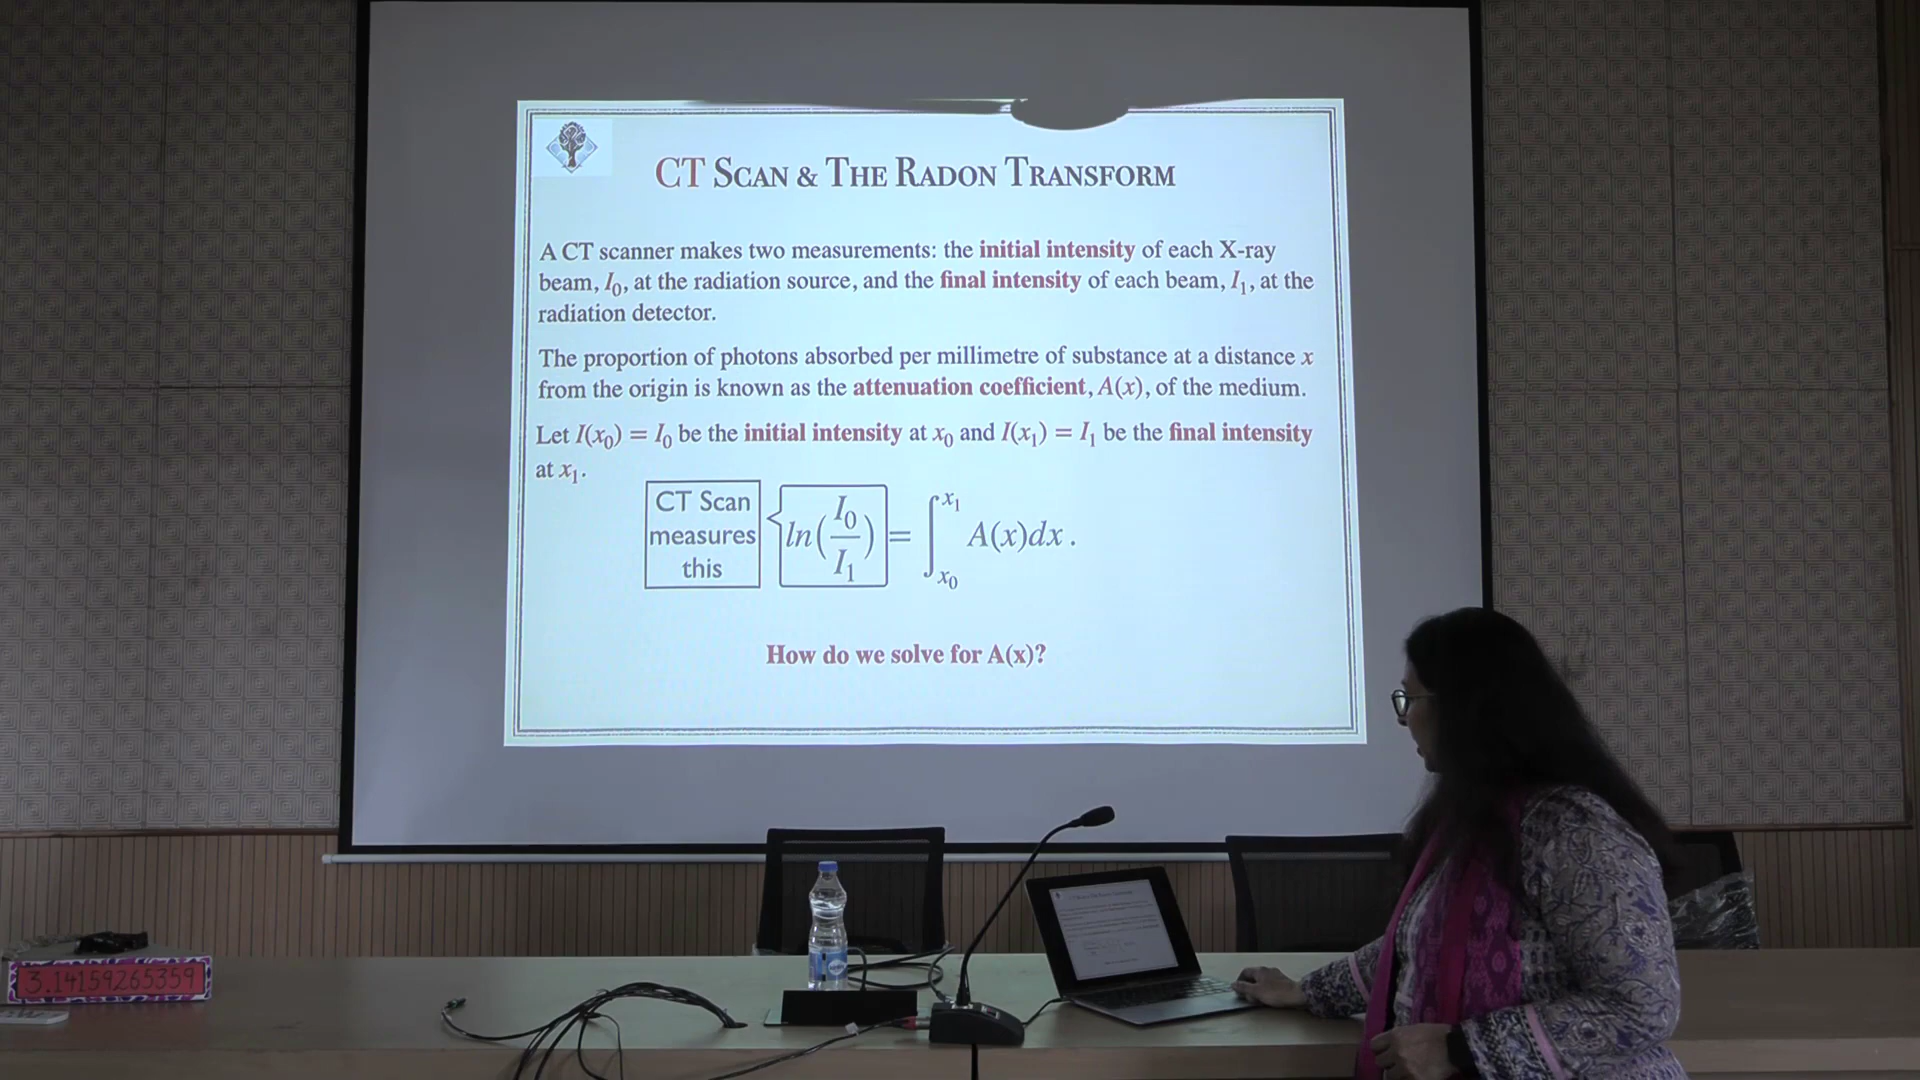 CT SCAN & THE RADON TRANSFORM
A CT scanner makes two measurements: the initial intensity of each X-ray
beam, I₀, at the radiation source, and the final intensity of each beam, I₁, at the
radiation detector.
The proportion of photons absorbed per millimetre of substance at a distance x
from the origin is known as the attenuation coefficient, A(x), of the medium.
Let I(x₀) = I₀ be the initial intensity at x₀ and I(x₁) = I₁ be the final intensity
at x₁.
CT Scan
measures
this
ln(I₀/I₁) = ∫ₓ₀ˣ¹ A(x)dx.
How do we solve for A(x)?
3.14159265359